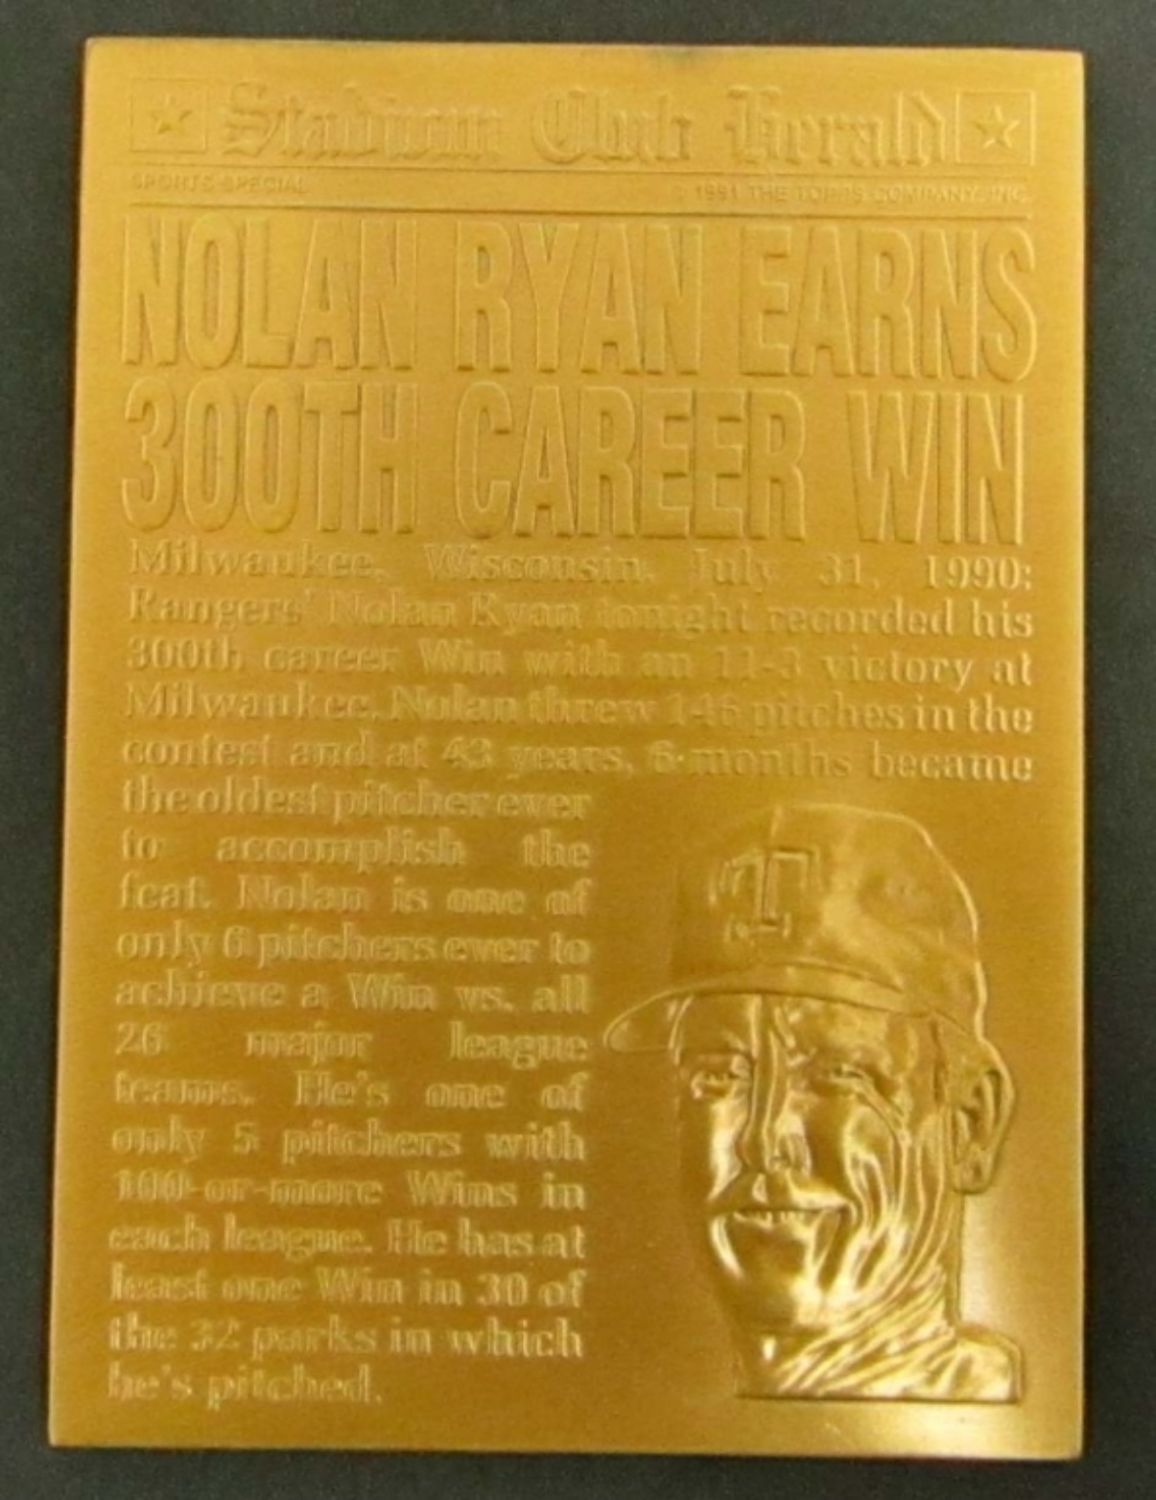 Stadium Club Herald
SPORTS SPECIAL
© 1991 THE TOPPS COMPANY, INC.
NOLAN RYAN EARNS
300TH CAREER WIN
Milwaukee, Wisconsin. July 31, 1990:
Rangers' Nolan Ryan tonight recorded his
300th career Win with an 11-3 victory at
Milwaukee. Nolan threw 146 pitches in the
contest and at 43 years, 6 months became
the oldest pitcher ever
to accomplish the
feat. Nolan is one of
only 6 pitchers ever to
achieve a Win vs. all
26 major league
teams. He's one of
only 5 pitchers with
100-or-more Wins in
each league. He has at
least one Win in 30 of
the 32 parks in which
he's pitched.
T